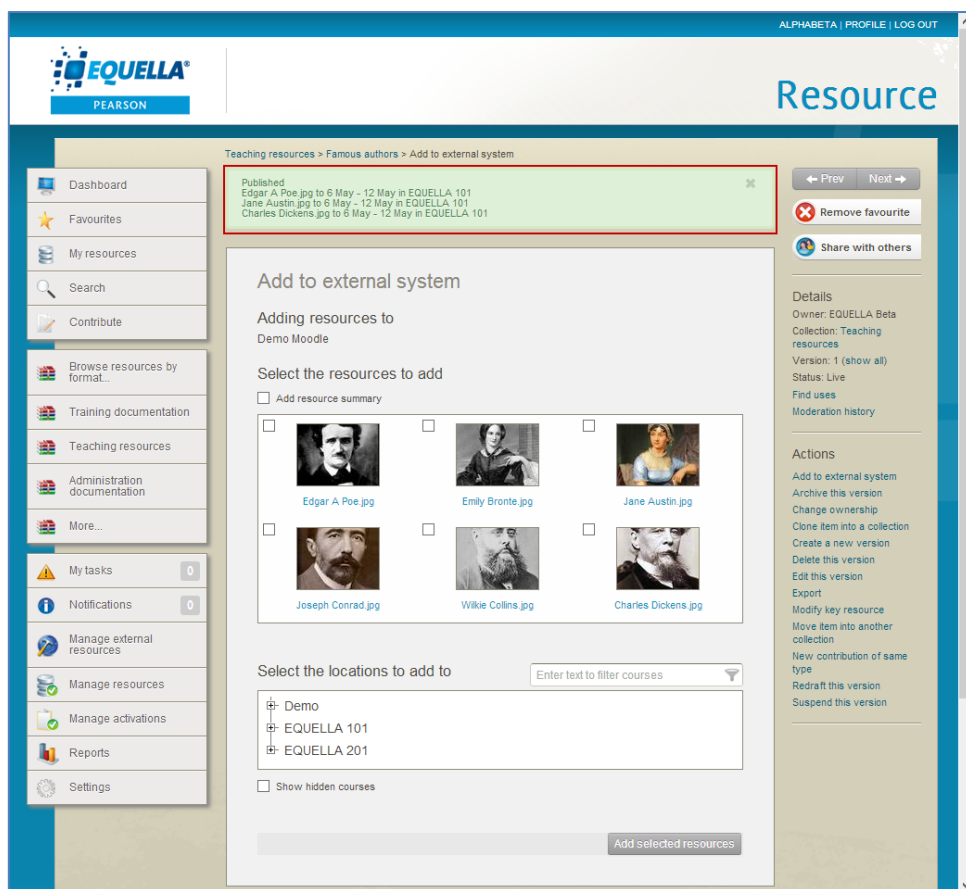 ALPHABETA | PROFILE | LOG OUT
EQUELLA®
PEARSON
Resource
Teaching resources > Famous authors > Add to external system
Dashboard
Favourites
My resources
Search
Contribute
Browse resources by
format...
Training documentation
Teaching resources
Administration
documentation
More...
My tasks
0
Notifications
0
Manage external
resources
Manage resources
Manage activations
Reports
Settings
Published
Edgar A Poe.jpg to 6 May - 12 May in EQUELLA 101
Jane Austin.jpg to 6 May - 12 May in EQUELLA 101
Charles Dickens.jpg to 6 May - 12 May in EQUELLA 101
Add to external system
Adding resources to
Demo Moodle
Select the resources to add
Add resource summary
Edgar A Poe.jpg
Emily Bronte.jpg
Jane Austin.jpg
Joseph Conrad.jpg
Wilkie Collins.jpg
Charles Dickens.jpg
Select the locations to add to
Enter text to filter courses
Demo
EQUELLA 101
EQUELLA 201
Show hidden courses
Add selected resources
Prev
Next
Remove favourite
Share with others
Details
Owner: EQUELLA Beta
Collection: Teaching
resources
Version: 1 (show all)
Status: Live
Find uses
Moderation history
Actions
Add to external system
Archive this version
Change ownership
Clone item into a collection
Create a new version
Delete this version
Edit this version
Export
Modify key resource
Move item into another
collection
New contribution of same
type
Redraft this version
Suspend this version